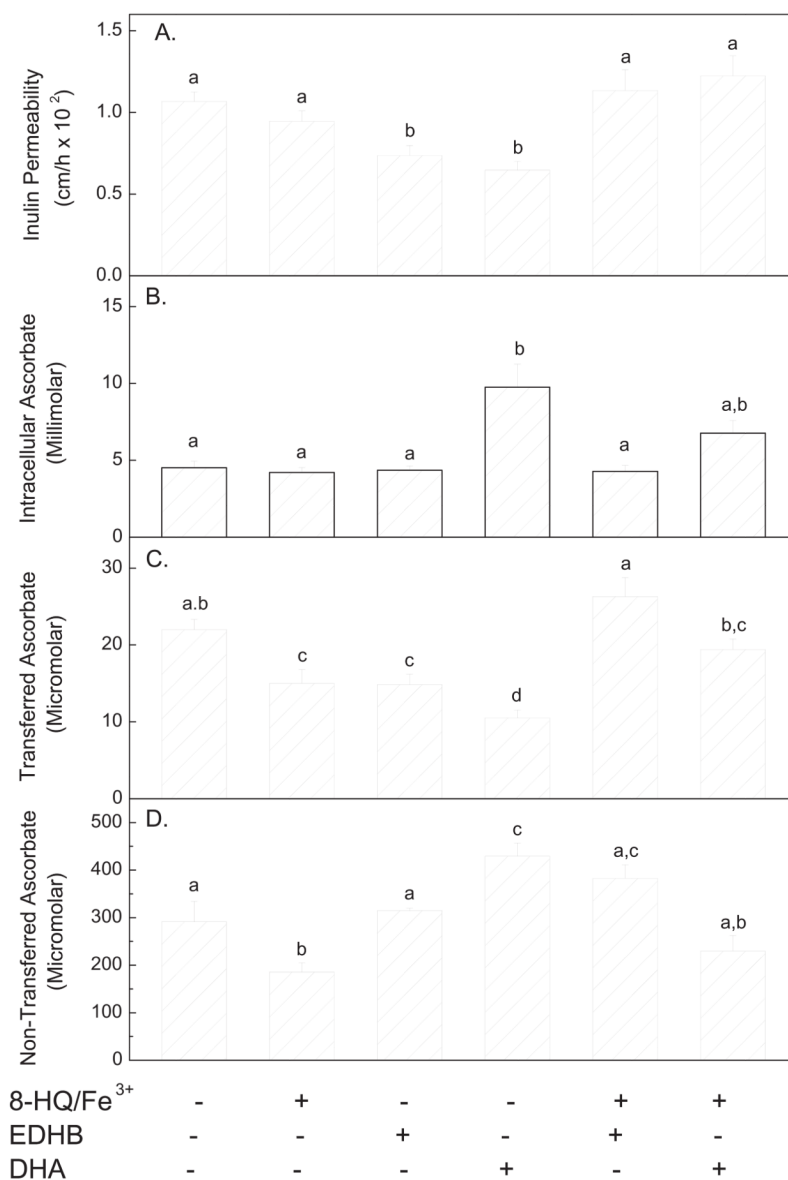 A.
Inulin Permeability
(cm/h x 10²)
1.5
1.0
0.5
0.0
a
a
b
b
a
a
B.
Intracellular Ascorbate
(Millimolar)
15
10
5
0
a
a
a
b
a
a,b
C.
Transferred Ascorbate
(Micromolar)
30
20
10
0
a.b
c
c
d
a
b,c
D.
Non-Transferred Ascorbate
(Micromolar)
500
400
300
200
100
0
a
b
a
c
a,c
a,b
8-HQ/Fe³⁺ - + - - + +
EDHB - - + - + -
DHA - - - + - +